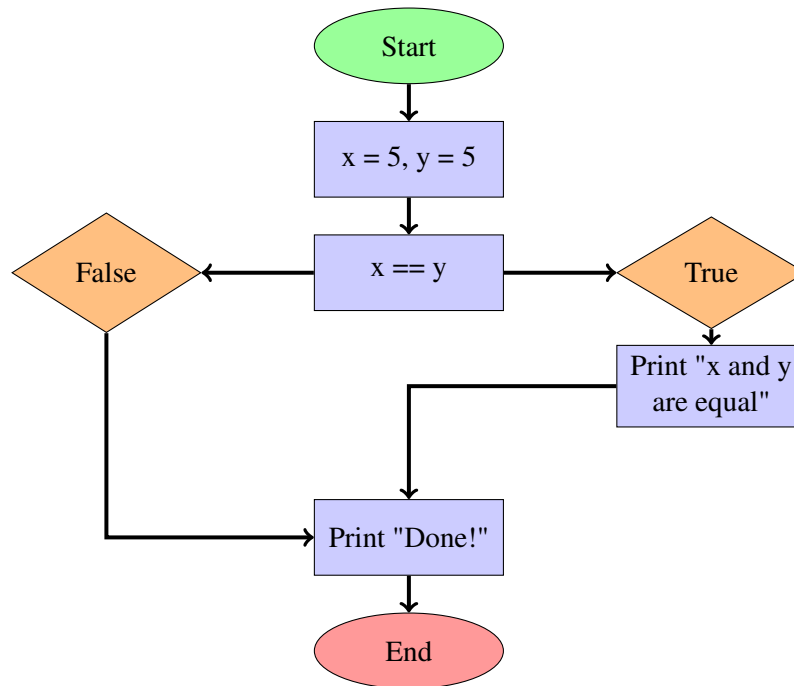 Start
x = 5, y = 5
False
x == y
True
Print "x and y
are equal"
Print "Done!"
End